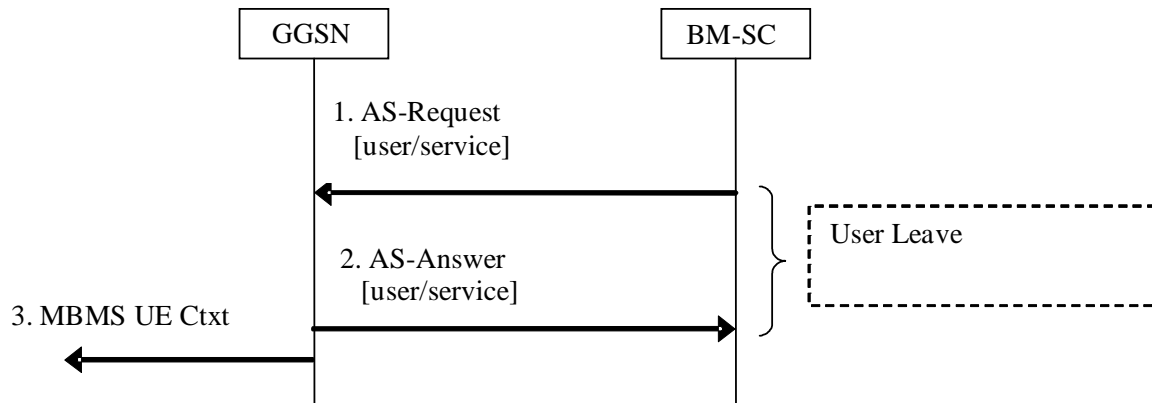 GGSN
BM-SC
1. AS-Request
[user/service]
User Leave
2. AS-Answer
[user/service]
3. MBMS UE Ctxt